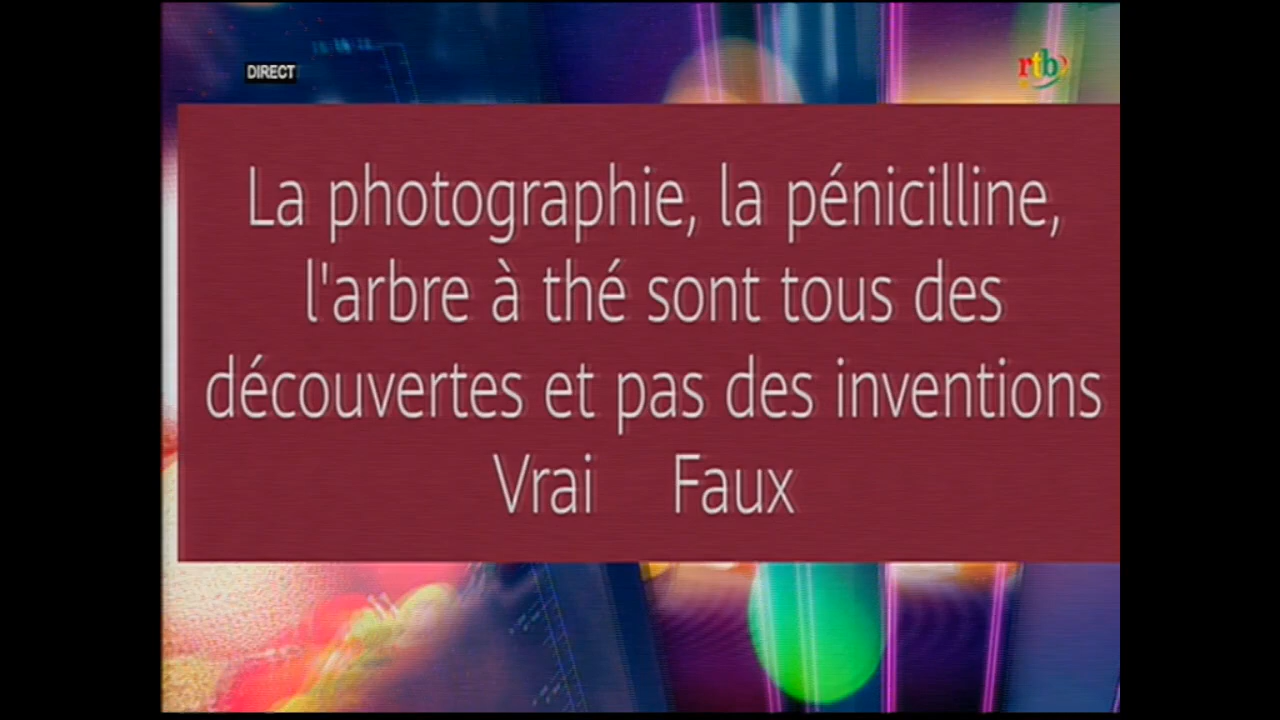 DIRECT
rtb
La photographie, la pénicilline,
l'arbre à thé sont tous des
découvertes et pas des inventions
Vrai Faux